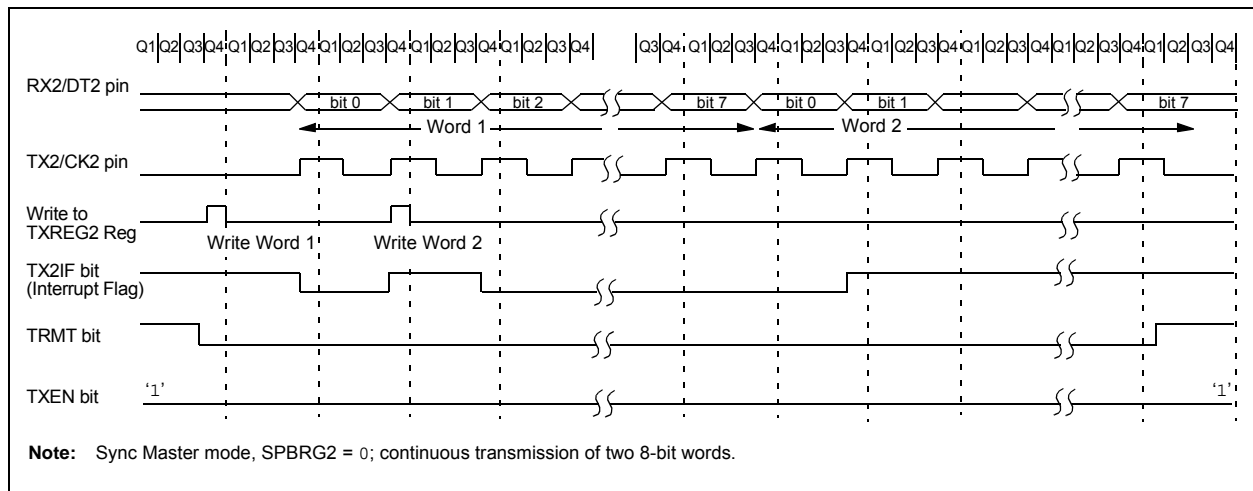 Q1 Q2 Q3 Q4 Q1 Q2 Q3 Q4 Q1 Q2 Q3 Q4 Q1 Q2 Q3 Q4 Q1 Q2 Q3 Q4 Q3 Q4 Q1 Q2 Q3 Q4 Q1 Q2 Q3 Q4 Q1 Q2 Q3 Q4 Q1 Q2 Q3 Q4 Q1 Q2 Q3 Q4 Q1 Q2 Q3 Q4
RX2/DT2 pin
bit 0 bit 1 bit 2 bit 7 bit 0 bit 1 bit 7
Word 1 Word 2
TX2/CK2 pin
Write to
TXREG2 Reg
Write Word 1 Write Word 2
TX2IF bit
(Interrupt Flag)
TRMT bit
TXEN bit ‘1’ ‘1’
Note: Sync Master mode, SPBRG2 = 0; continuous transmission of two 8-bit words.